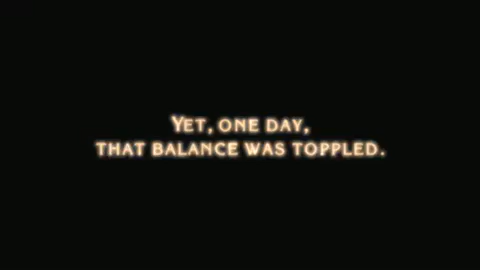 Yet, one day,
that balance was toppled.